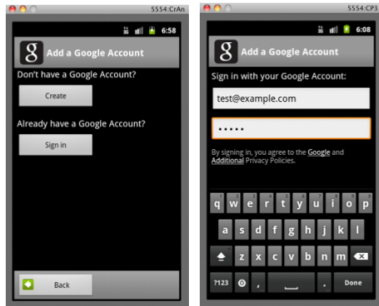 5554:CrAn
6:58
g Add a Google Account
Don't have a Google Account?
Create
Already have a Google Account?
Sign in
Back
5554:CP3
6:08
g Add a Google Account
Sign in with your Google Account:
test@example.com
•••••
By signing in, you agree to the Google and
Additional Privacy Policies.
q w e r t y u i o p
a s d f g h j k l
z x c v b n m
?123 , . Done